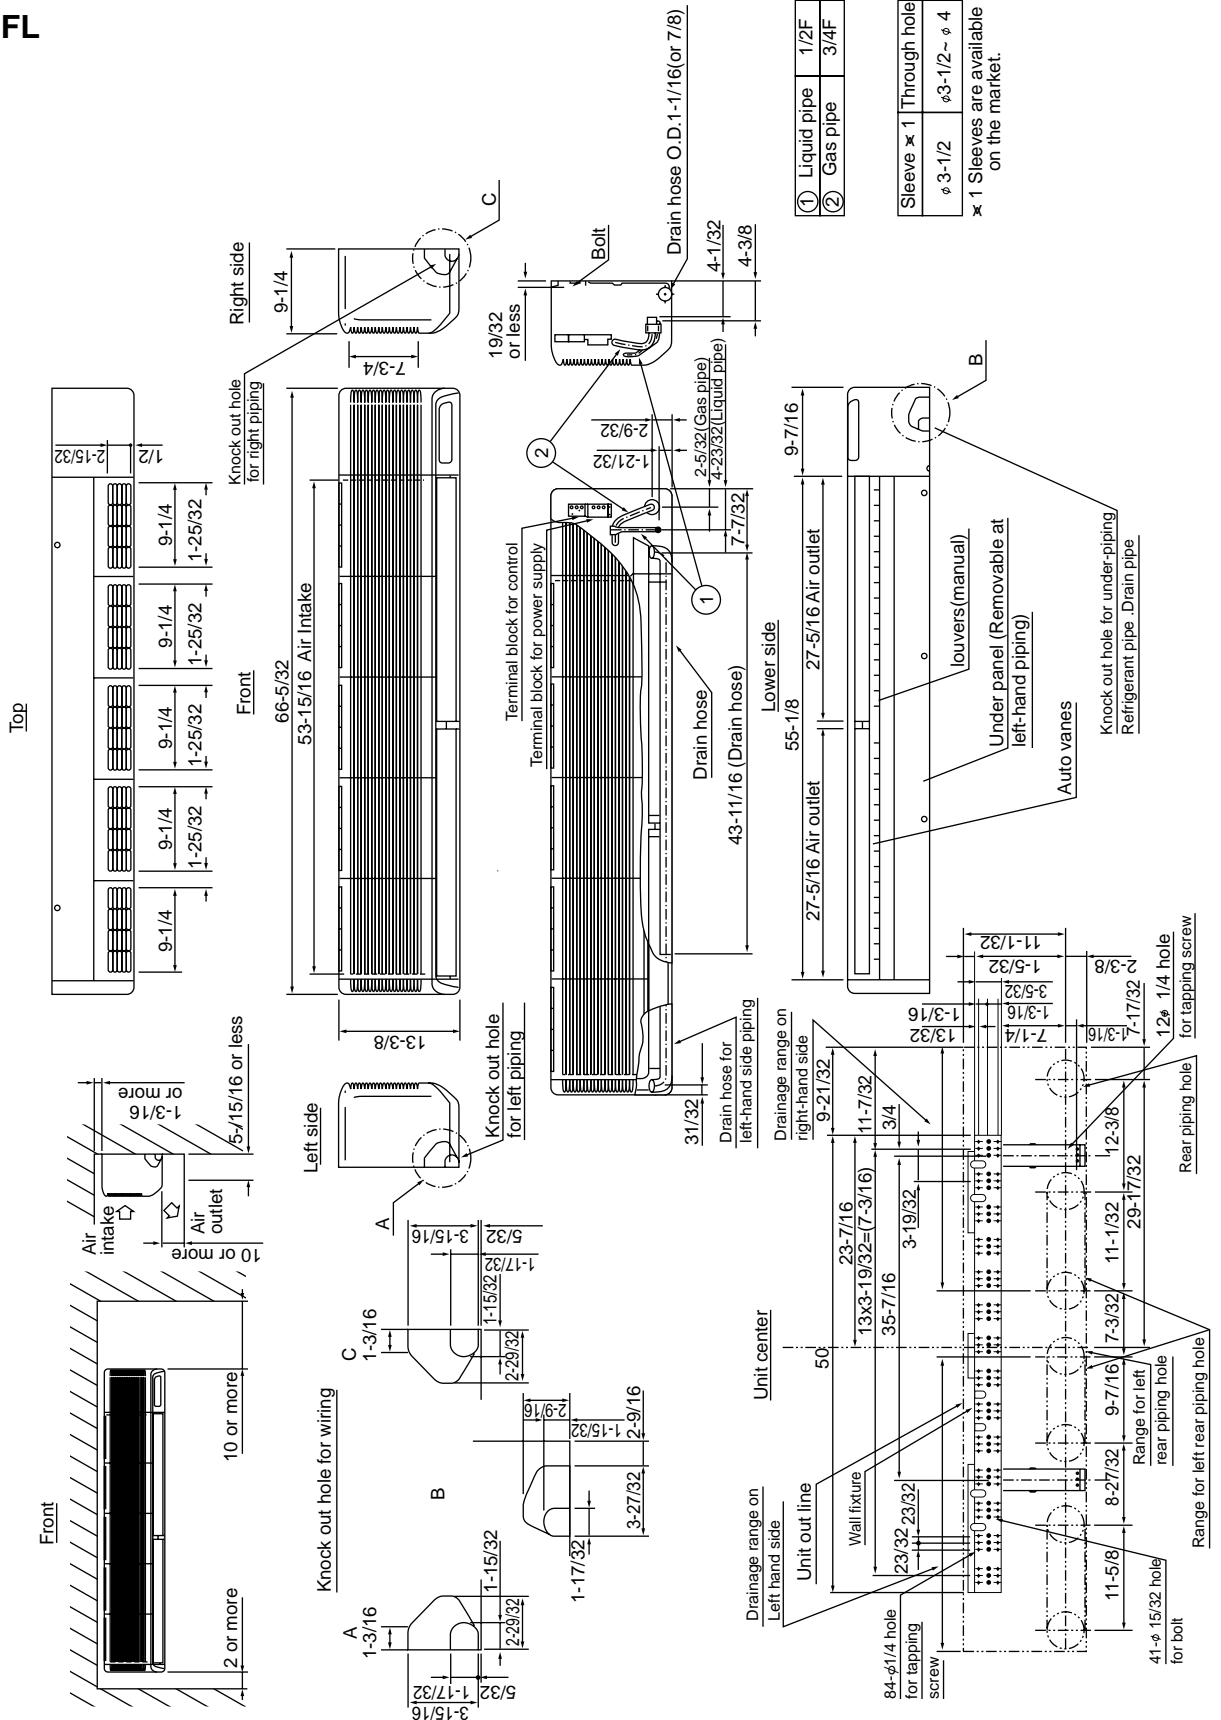 FL
Top
2-15/32
1/2
9-1/4
9-1/4
9-1/4
9-1/4
9-1/4
1-25/32
1-25/32
1-25/32
1-25/32
Front
66-5/32
53-15/16 Air Intake
13-3/8
Right side
9-1/4
7-3/4
C
Knock out hole
for right piping
Left side
A
Knock out hole
for left piping
Front
2 or more
10 or more
Air
intake
Air
outlet
10 or more
1-3/16
or more
5-/15/16 or less
Terminal block for control
Terminal block for power supply
2
1
2-9/32
1-21/32
2-5/32(Gas pipe)
4-23/32(Liquid pipe)
7-7/32
43-11/16 (Drain hose)
Drain hose
Drain hose for
left-hand side piping
31/32
19/32
or less
Bolt
Drain hose O.D.1-1/16(or 7/8)
4-1/32
4-3/8
1 Liquid pipe 1/2F
2 Gas pipe 3/4F
Sleeve ※ 1 Through hole
φ 3-1/2 φ3-1/2~ φ 4
※ 1 Sleeves are available
on the market.
Lower side
55-1/8
9-7/16
27-5/16 Air outlet
27-5/16 Air outlet
B
louvers(manual)
Under panel (Removable at
left-hand piping)
Auto vanes
Knock out hole for under-piping
Refrigerant pipe .Drain pipe
Knock out hole for wiring
A
1-3/16
3-15/16
1-17/32
5/32
1-15/32
2-29/32
B
2-9/16
1-15/32
2-9/16
3-27/32
1-17/32
C
1-3/16
3-15/16
5/32
1-17/32
1-15/32
2-29/32
Unit center
Drainage range on
right-hand side
9-21/32
11-7/32
3/4
50
23-7/16
13x3-19/32=(7-3/16)
35-7/16
3-19/32
Drainage range on
Left hand side
Unit out line
Wall fixture
23/32
23/32
84-φ1/4 hole
for tapping
screw
41-φ 15/32 hole
for bolt
11-1/32
1-5/32
3-5/32
1-3/16
1-3/16
13/32
7-1/4
2-3/8
1-3/16
7-17/32
12φ 1/4 hole
for tapping screw
Rear piping hole
12-3/8
29-17/32
11-1/32
7-3/32
9-7/16
8-27/32
11-5/8
Range for left
rear piping hole
Range for left rear piping hole